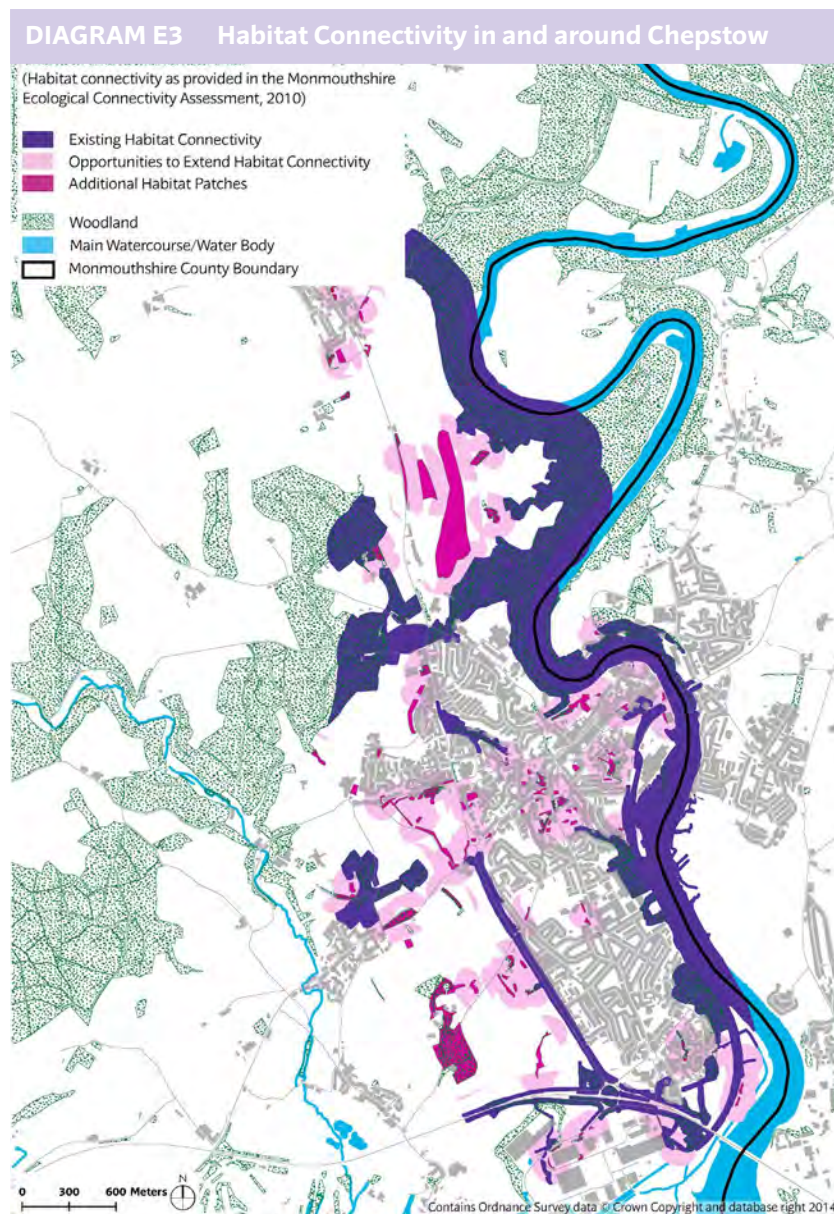 DIAGRAM E3 Habitat Connectivity in and around Chepstow
(Habitat connectivity as provided in the Monmouthshire
Ecological Connectivity Assessment, 2010)
Existing Habitat Connectivity
Opportunities to Extend Habitat Connectivity
Additional Habitat Patches
Woodland
Main Watercourse/Water Body
Monmouthshire County Boundary
0 300 600 Meters
N
Contains Ordnance Survey data © Crown Copyright and database right 2014